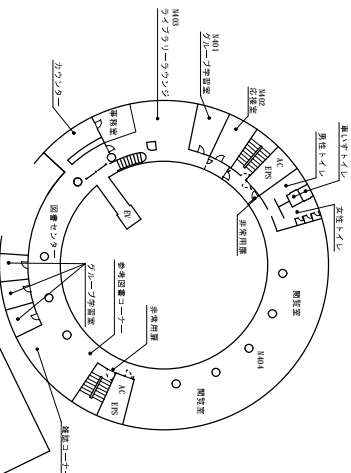 N403
ライブラリーラウンジ
N401
グループ学習室
N402
応接室
車いすトイレ
男性トイレ
女性トイレ
カウンター
事務室
AC
EPS
非常用扉
EV
図書センター
閲覧室
参考図書コーナー
グループ学習室
非常用扉
N404
閲覧室
AC
EPS
雑誌コーナー